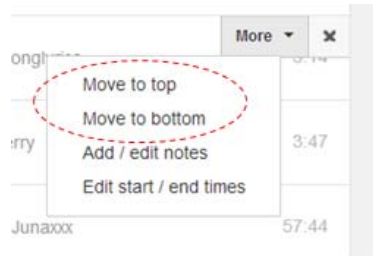 More
Move to top
Move to bottom
Add / edit notes
3:47
Edit start / end times
Junaxxx
57:44